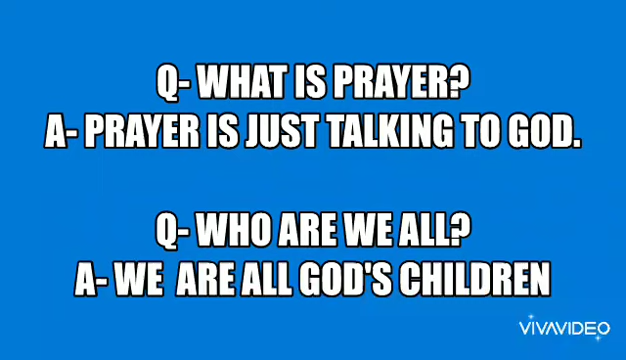 Q- WHAT IS PRAYER?
A- PRAYER IS JUST TALKING TO GOD.
Q- WHO ARE WE ALL?
A- WE  ARE ALL GOD'S CHILDREN
VIVAVIDEO